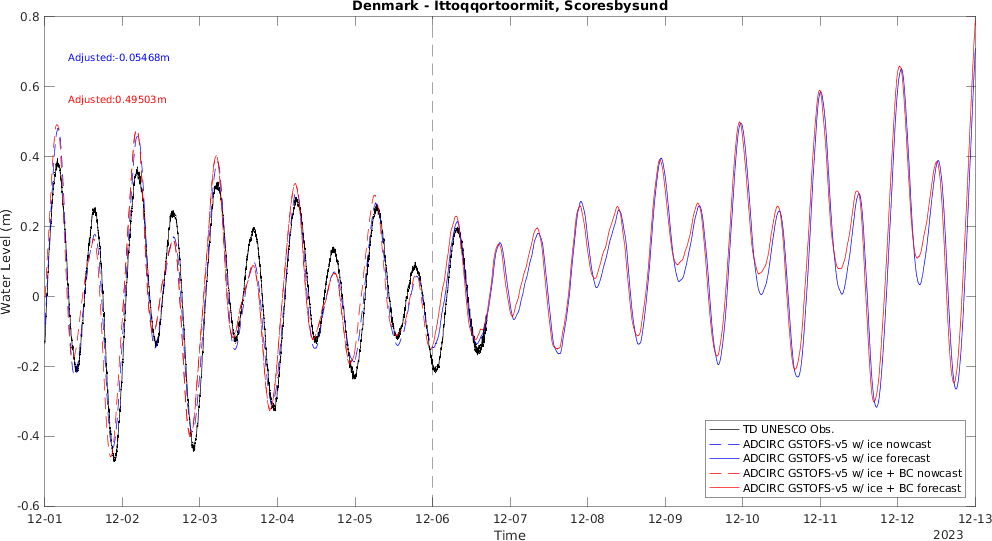 Denmark - Ittoqqortoormiit, Scoresbysund
0.8
0.6
0.4
0.2
0
-0.2
-0.4
-0.6
Water Level (m)
Adjusted:-0.05468m
Adjusted:0.49503m
TD UNESCO Obs.
ADCIRC GSTOFS-v5 w/ ice nowcast
ADCIRC GSTOFS-v5 w/ ice forecast
ADCIRC GSTOFS-v5 w/ ice + BC nowcast
ADCIRC GSTOFS-v5 w/ ice + BC forecast
12-01 12-02 12-03 12-04 12-05 12-06 12-07 12-08 12-09 12-10 12-11 12-12 12-13
Time
2023